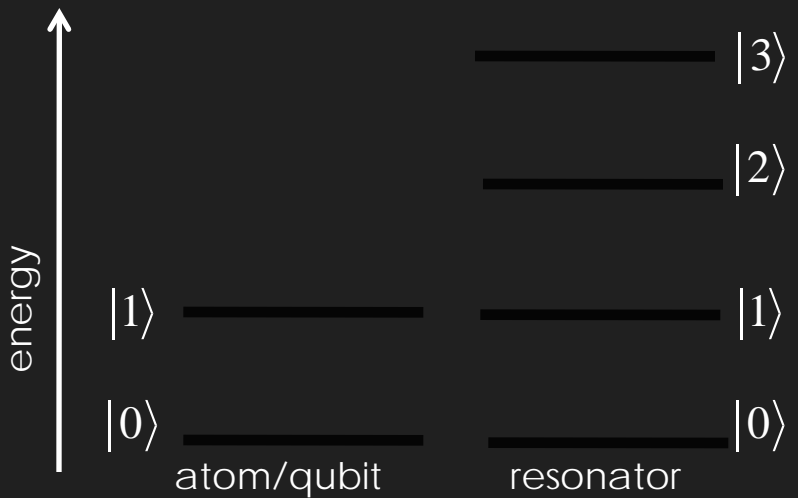 |3⟩
|2⟩
energy
|1⟩ |1⟩
|0⟩ |0⟩
atom/qubit resonator